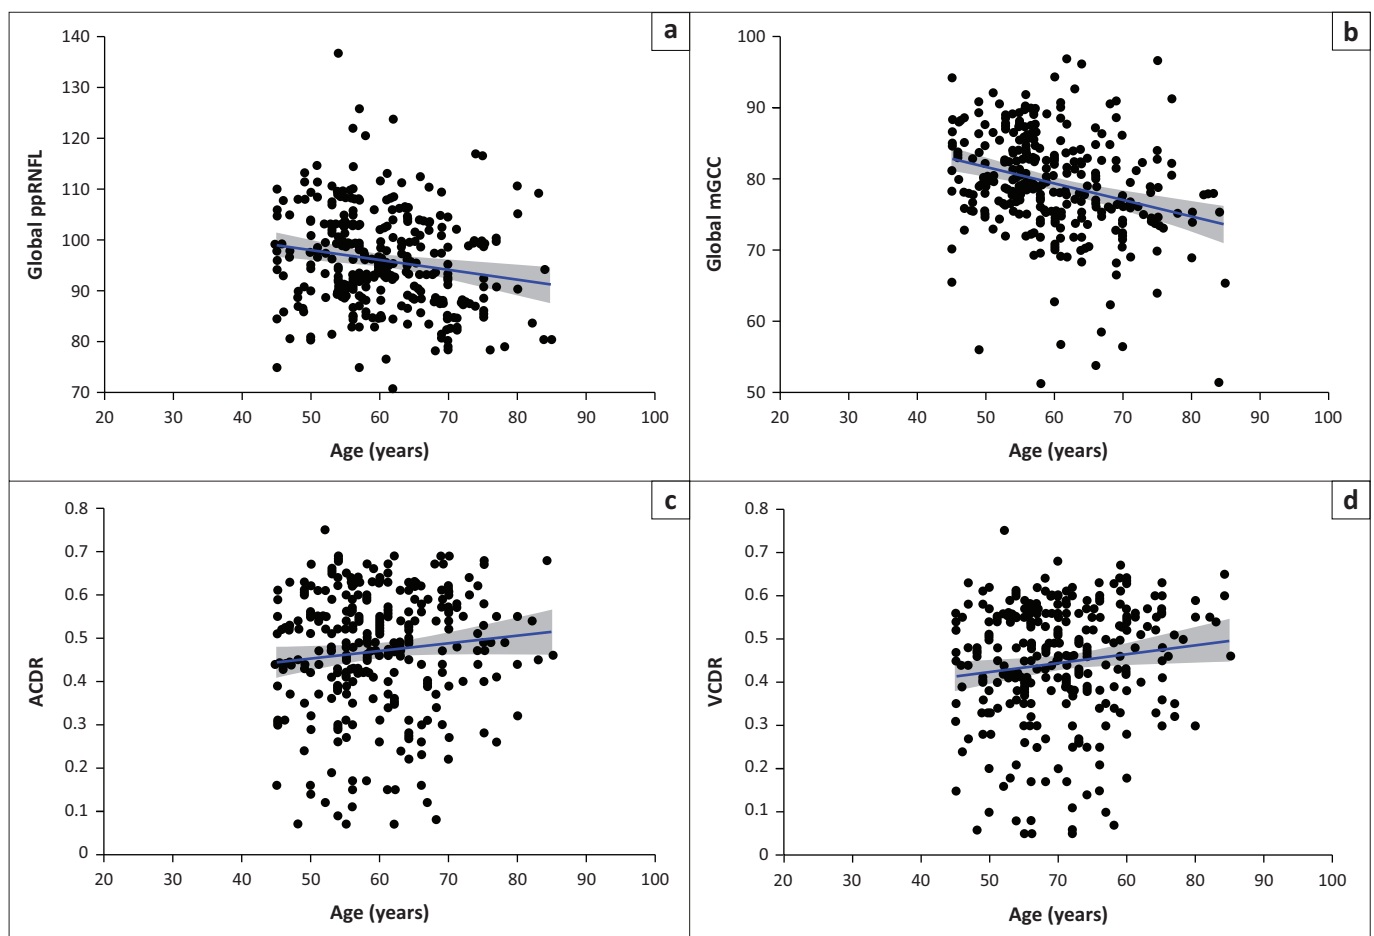 a
140
130
120
110
100
90
80
70
Global ppRNFL
20 30 40 50 60 70 80 90 100
Age (years)
b
100
90
80
70
60
50
Global mGCC
20 30 40 50 60 70 80 90 100
Age (years)
c
0.8
0.7
0.6
0.5
0.4
0.3
0.2
0.1
0
ACDR
20 30 40 50 60 70 80 90 100
Age (years)
d
0.8
0.7
0.6
0.5
0.4
0.3
0.2
0.1
0
VCDR
20 30 40 50 70 60 80 90 100
Age (years)